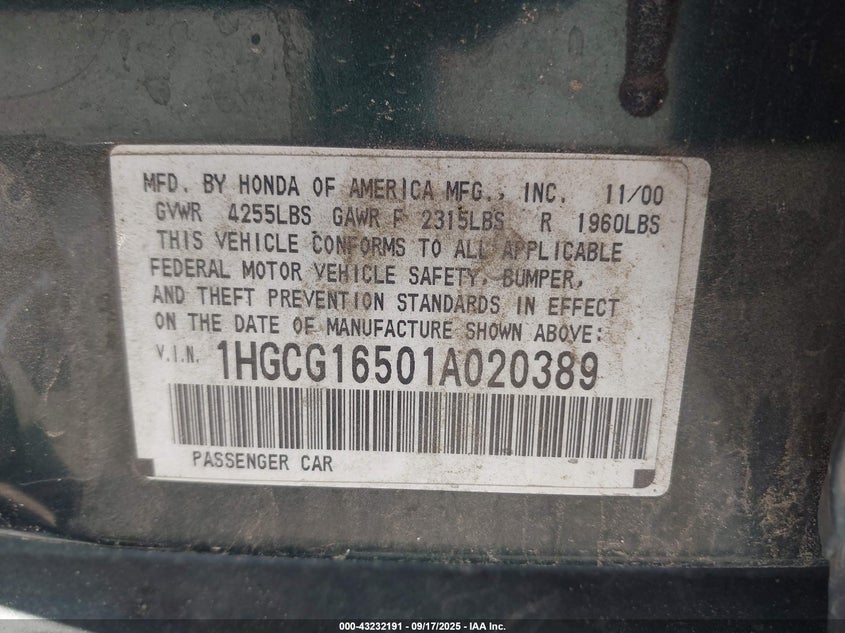 MFD. BY HONDA OF AMERICA MFG., INC. 11/00
GVWR 4255LBS GAWR F 2315LBS R 1960LBS
THIS VEHICLE CONFORMS TO ALL APPLICABLE
FEDERAL MOTOR VEHICLE SAFETY, BUMPER,
AND THEFT PREVENTION STANDARDS IN EFFECT
ON THE DATE OF MANUFACTURE SHOWN ABOVE:
V.I.N. 1HGCG16501A020389
PASSENGER CAR
000-43232191 - 09/17/2025 - IAA Inc.